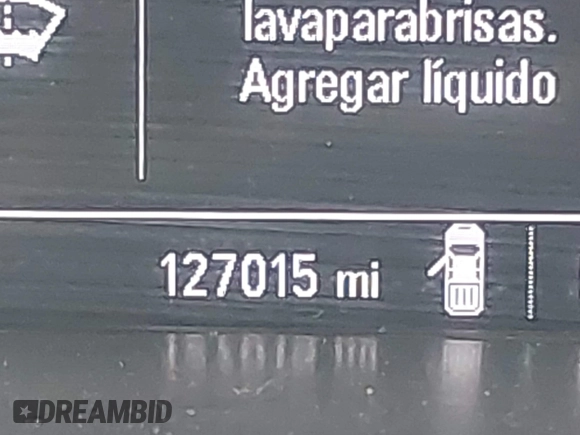 lavaparabrisas.
Agregar líquido
127015 mi
DREAMBID